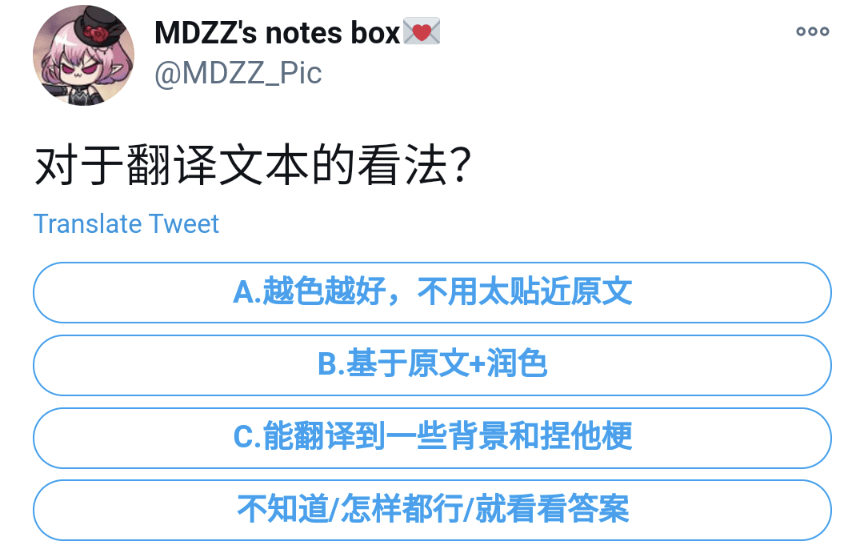 MDZZ's notes box💌
@MDZZ_Pic
对于翻译文本的看法？
Translate Tweet
A.越色越好，不用太贴近原文
B.基于原文+润色
C.能翻译到一些背景和捏他梗
不知道/怎样都行/就看看答案